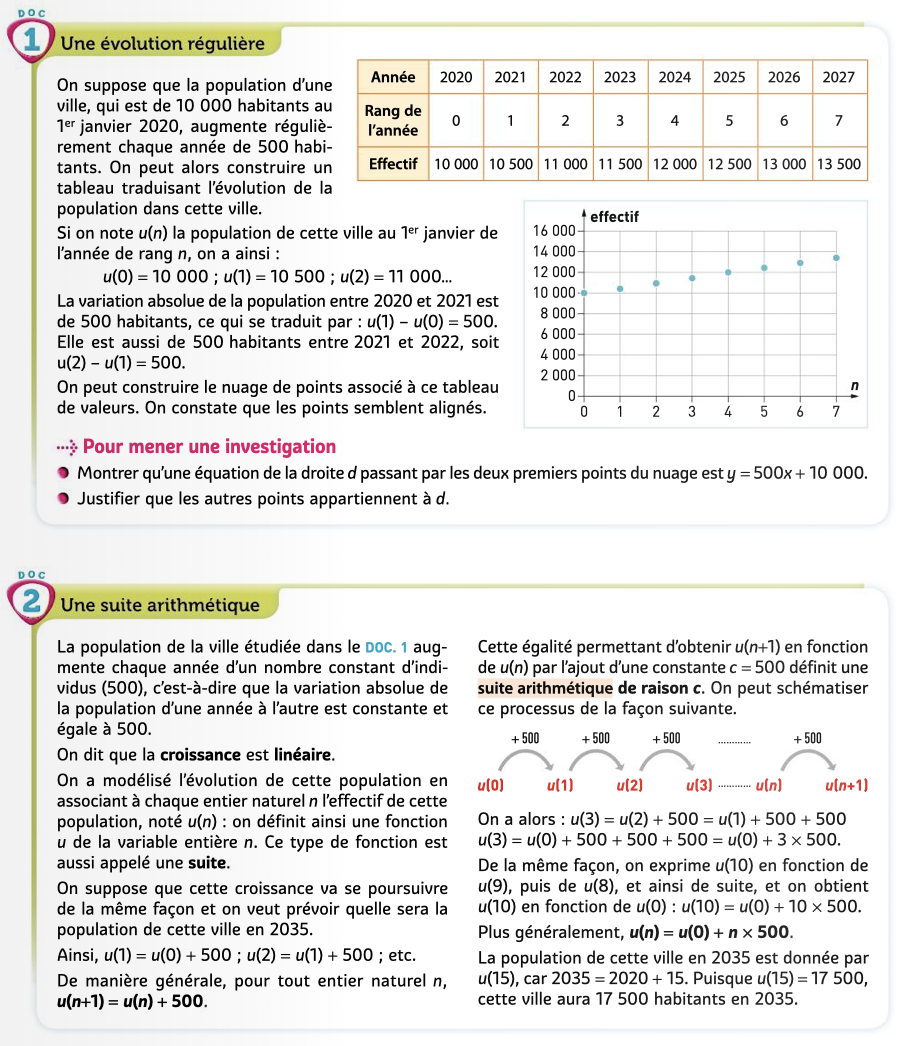 DOC
1
Une évolution régulière
On suppose que la population d'une
ville, qui est de 10 000 habitants au
1er janvier 2020, augmente réguliè-
rement chaque année de 500 habi-
tants. On peut alors construire un
tableau traduisant l'évolution de la
population dans cette ville.
Année 2020 2021 2022 2023 2024 2025 2026 2027
Rang de
l'année 0 1 2 3 4 5 6 7
Effectif 10 000 10 500 11 000 11 500 12 000 12 500 13 000 13 500
Si on note u(n) la population de cette ville au 1er janvier de
l'année de rang n, on a ainsi :
u(0) = 10 000 ; u(1) = 10 500 ; u(2) = 11 000...
La variation absolue de la population entre 2020 et 2021 est
de 500 habitants, ce qui se traduit par : u(1) – u(0) = 500.
Elle est aussi de 500 habitants entre 2021 et 2022, soit
u(2) – u(1) = 500.
On peut construire le nuage de points associé à ce tableau
de valeurs. On constate que les points semblent alignés.
effectif
16 000
14 000
12 000
10 000
8 000
6 000
4 000
2 000
0
n
0 1 2 3 4 5 6 7
Pour mener une investigation
Montrer qu'une équation de la droite d passant par les deux premiers points du nuage est y = 500x + 10 000.
Justifier que les autres points appartiennent à d.
DOC
2
Une suite arithmétique
La population de la ville étudiée dans le DOC. 1 aug-
mente chaque année d'un nombre constant d'indi-
vidus (500), c'est-à-dire que la variation absolue de
la population d'une année à l'autre est constante et
égale à 500.
On dit que la croissance est linéaire.
On a modélisé l'évolution de cette population en
associant à chaque entier naturel n l'effectif de cette
population, noté u(n) : on définit ainsi une fonction
u de la variable entière n. Ce type de fonction est
aussi appelé une suite.
On suppose que cette croissance va se poursuivre
de la même façon et on veut prévoir quelle sera la
population de cette ville en 2035.
Ainsi, u(1) = u(0) + 500 ; u(2) = u(1) + 500 ; etc.
De manière générale, pour tout entier naturel n,
u(n+1) = u(n) + 500.
Cette égalité permettant d'obtenir u(n+1) en fonction
de u(n) par l'ajout d'une constante c = 500 définit une
suite arithmétique de raison c. On peut schématiser
ce processus de la façon suivante.
+ 500 + 500 + 500 ............ + 500
u(0) u(1) u(2) u(3) ............ u(n) u(n+1)
On a alors : u(3) = u(2) + 500 = u(1) + 500 + 500
u(3) = u(0) + 500 + 500 + 500 = u(0) + 3 × 500.
De la même façon, on exprime u(10) en fonction de
u(9), puis de u(8), et ainsi de suite, et on obtient
u(10) en fonction de u(0) : u(10) = u(0) + 10 × 500.
Plus généralement, u(n) = u(0) + n × 500.
La population de cette ville en 2035 est donnée par
u(15), car 2035 = 2020 + 15. Puisque u(15) = 17 500,
cette ville aura 17 500 habitants en 2035.